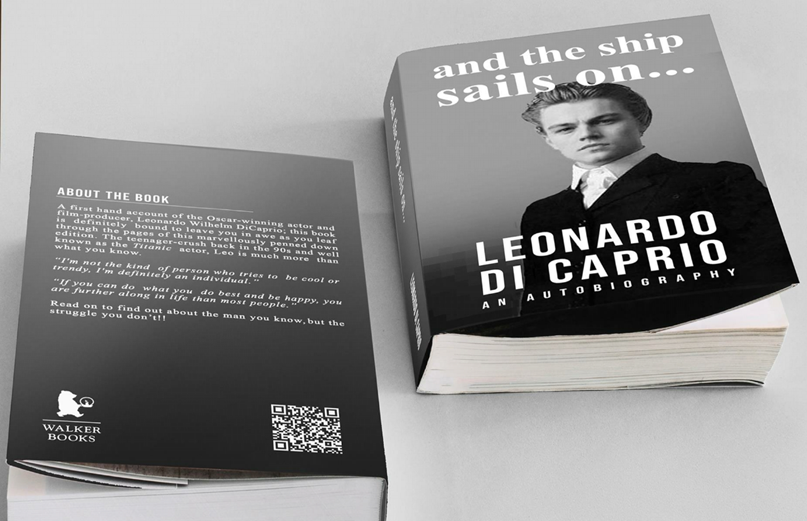 and the ship
sails on...
LEONARDO
DI CAPRIO
AN AUTOBIOGRAPHY
ABOUT THE BOOK
A first hand account of the Oscar-winning actor and
film-producer, Leonardo Wilhelm DiCaprio; this book
is definitely bound to leave you in awe as you leaf
through the pages of this marvellously penned down
edition. The teenager-crush back in the 90s and well
known as the Titanic actor, Leo is much more than
what you know.
"I'm not the kind of person who tries to be cool or
trendy, I'm definitely an individual."
"If you can do what you do best and be happy, you
are further along in life than most people."
Read on to find out about the man you know,but the
struggle you don't!!
WALKER
BOOKS